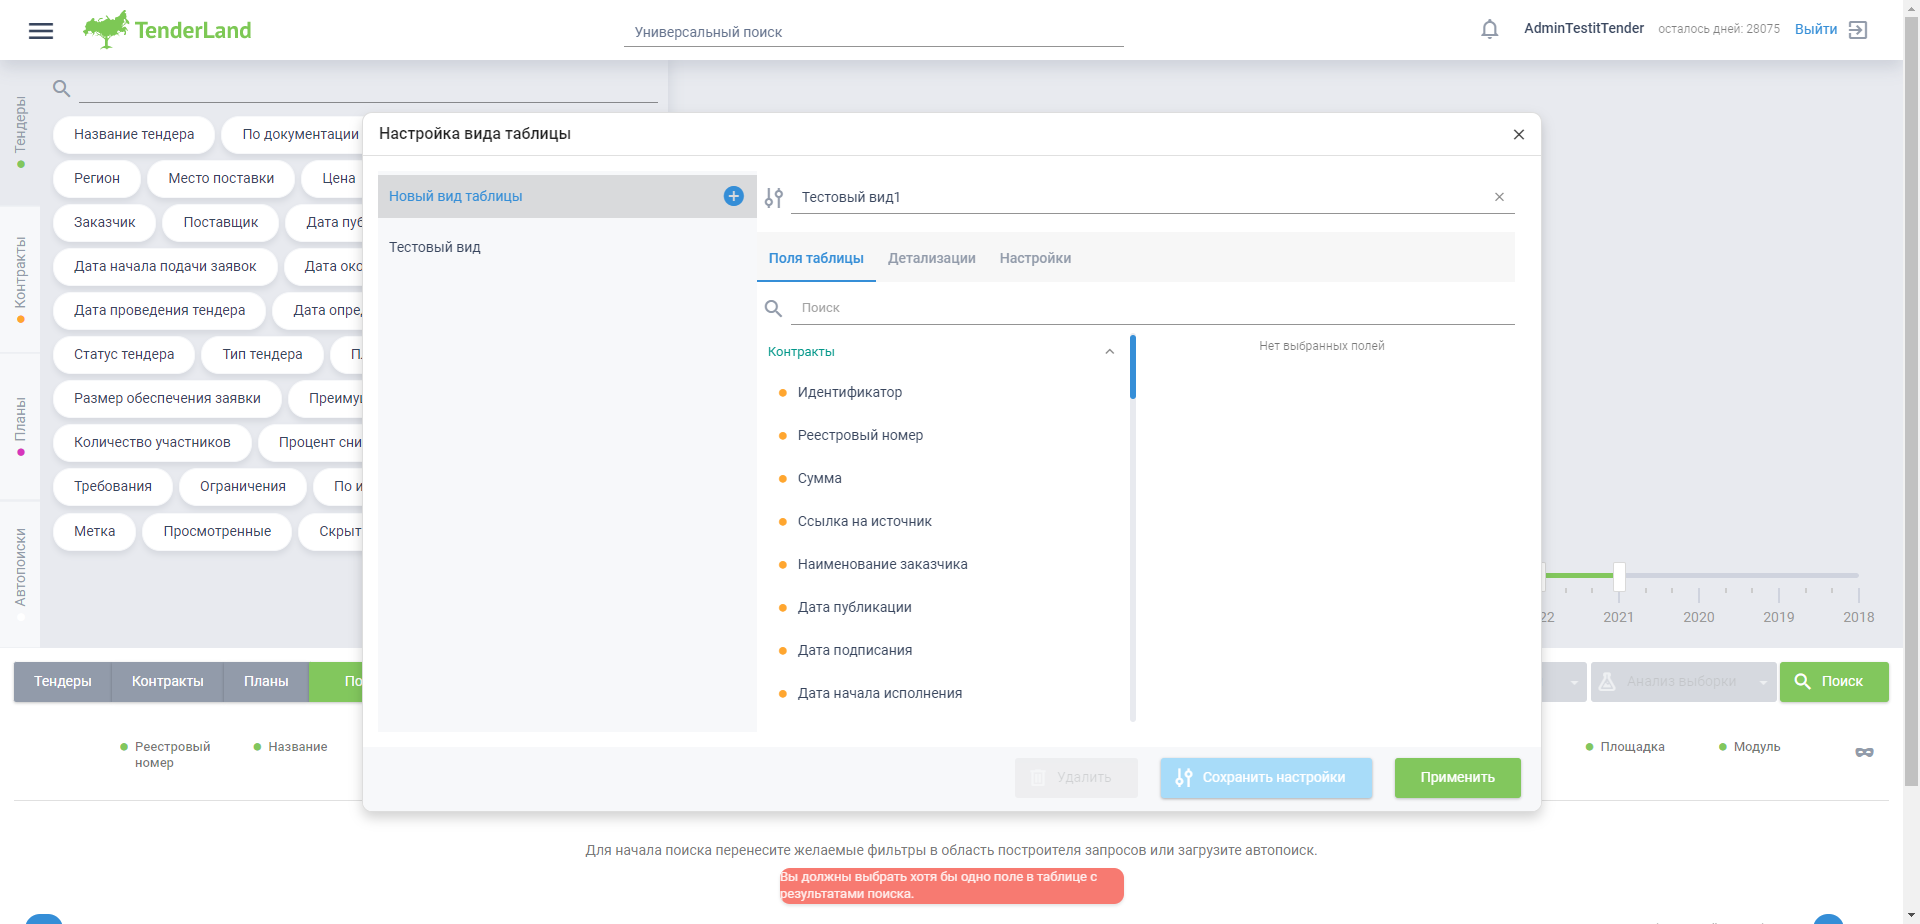 TenderLand
Универсальный поиск
AdminTestitTender
осталось дней: 28075
Выйти
Тендеры
Контракты
Планы
Автопоиски
Название тендера
По документации
Регион
Место поставки
Цена
Заказчик
Поставщик
Дата пуб
Дата начала подачи заявок
Дата око
Дата проведения тендера
Дата опре
Статус тендера
Тип тендера
Размер обеспечения заявки
Преиму
Количество участников
Процент сни
Требования
Ограничения
По и
Метка
Просмотренные
Скрыт
Настройка вида таблицы
Новый вид таблицы
Тестовый вид
Тестовый вид1
Поля таблицы
Детализации
Настройки
Поиск
Контракты
Идентификатор
Реестровый номер
Сумма
Ссылка на источник
Наименование заказчика
Дата публикации
Дата подписания
Дата начала исполнения
Нет выбранных полей
Удалить
Сохранить настройки
Применить
22
2021
2020
2019
2018
Тендеры
Контракты
Планы
По
Анализ выборки
Поиск
Реестровый
номер
Название
Площадка
Модуль
Для начала поиска перенесите желаемые фильтры в область построителя запросов или загрузите автопоиск.
Вы должны выбрать хотя бы одно поле в таблице с
результатами поиска.